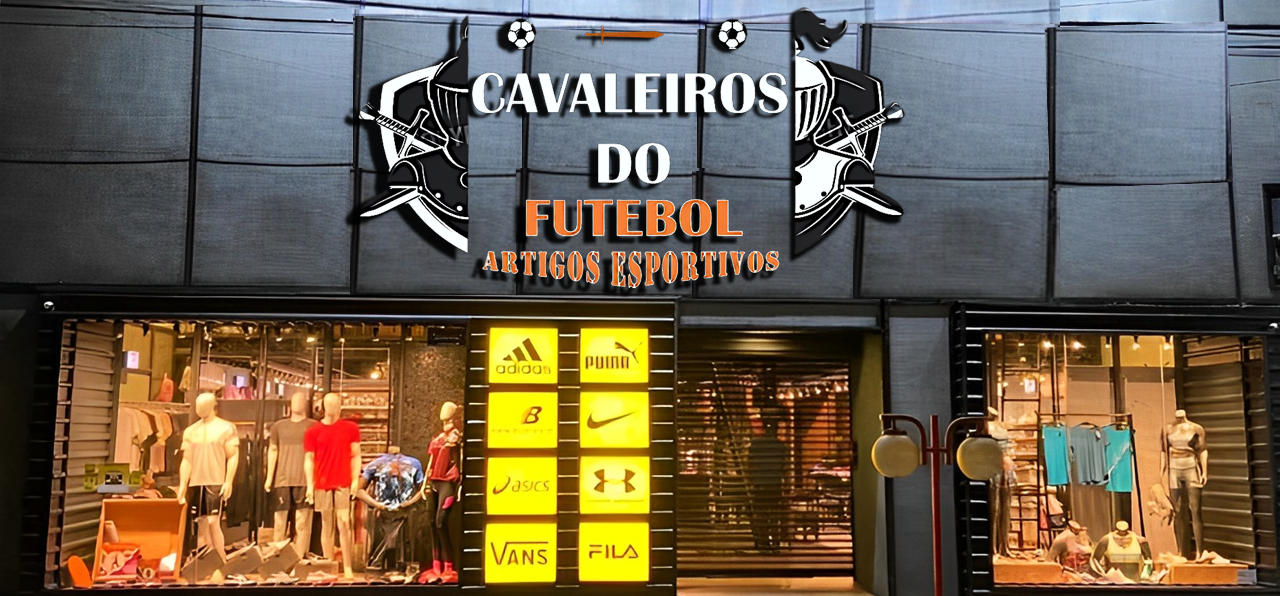 CAVALEIROS
DO
FUTEBOL
ARTIGOS ESPORTIVOS
adidas
PUMA
B
asics
VANS
FILA